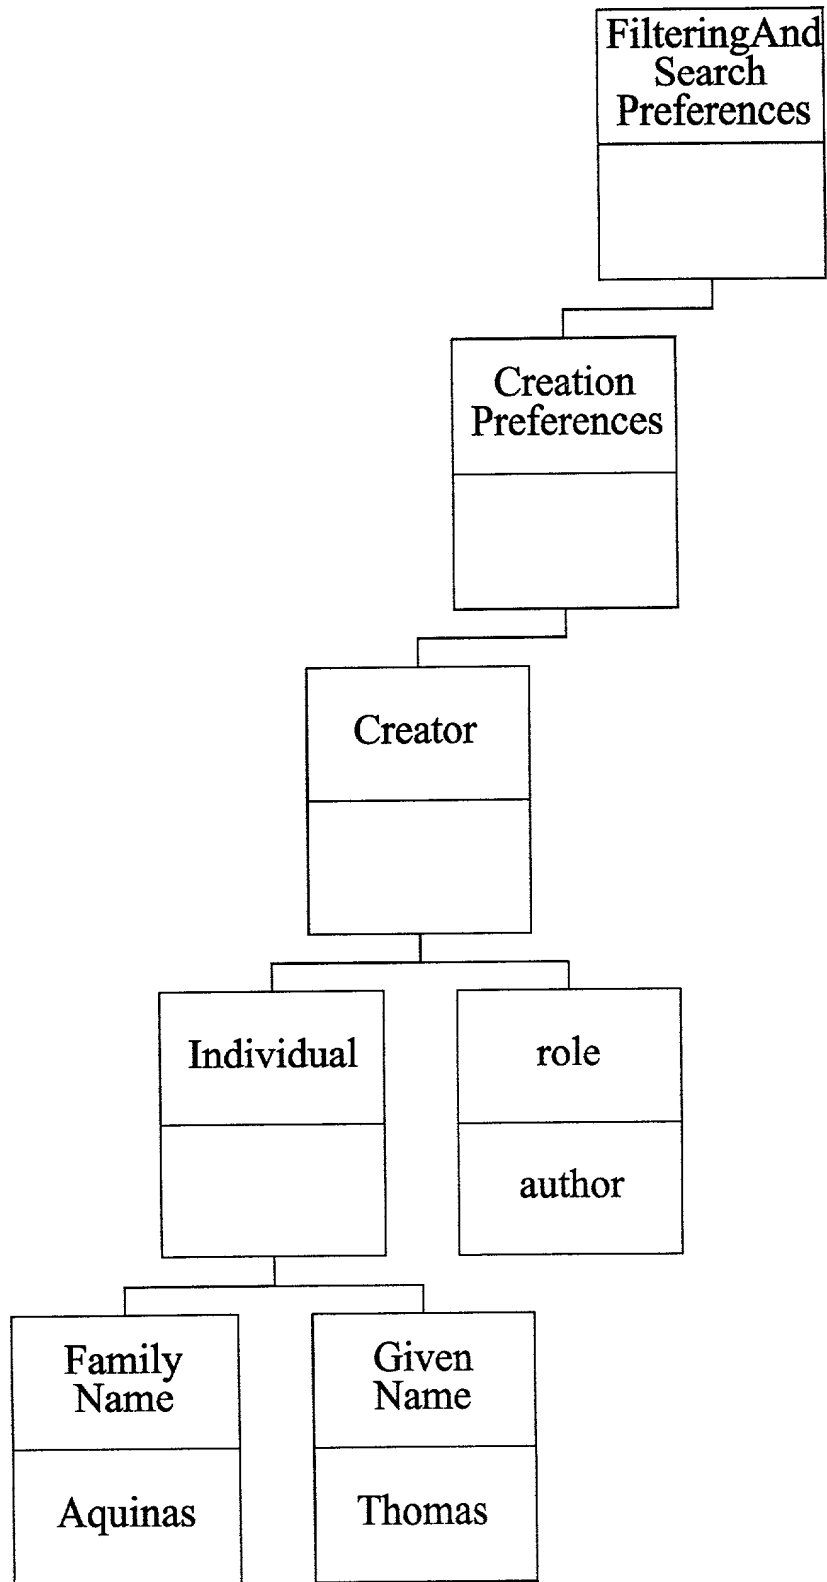 FilteringAnd
Search
Preferences
Creation
Preferences
Creator
Individual
role
author
Family
Name
Given
Name
Aquinas
Thomas